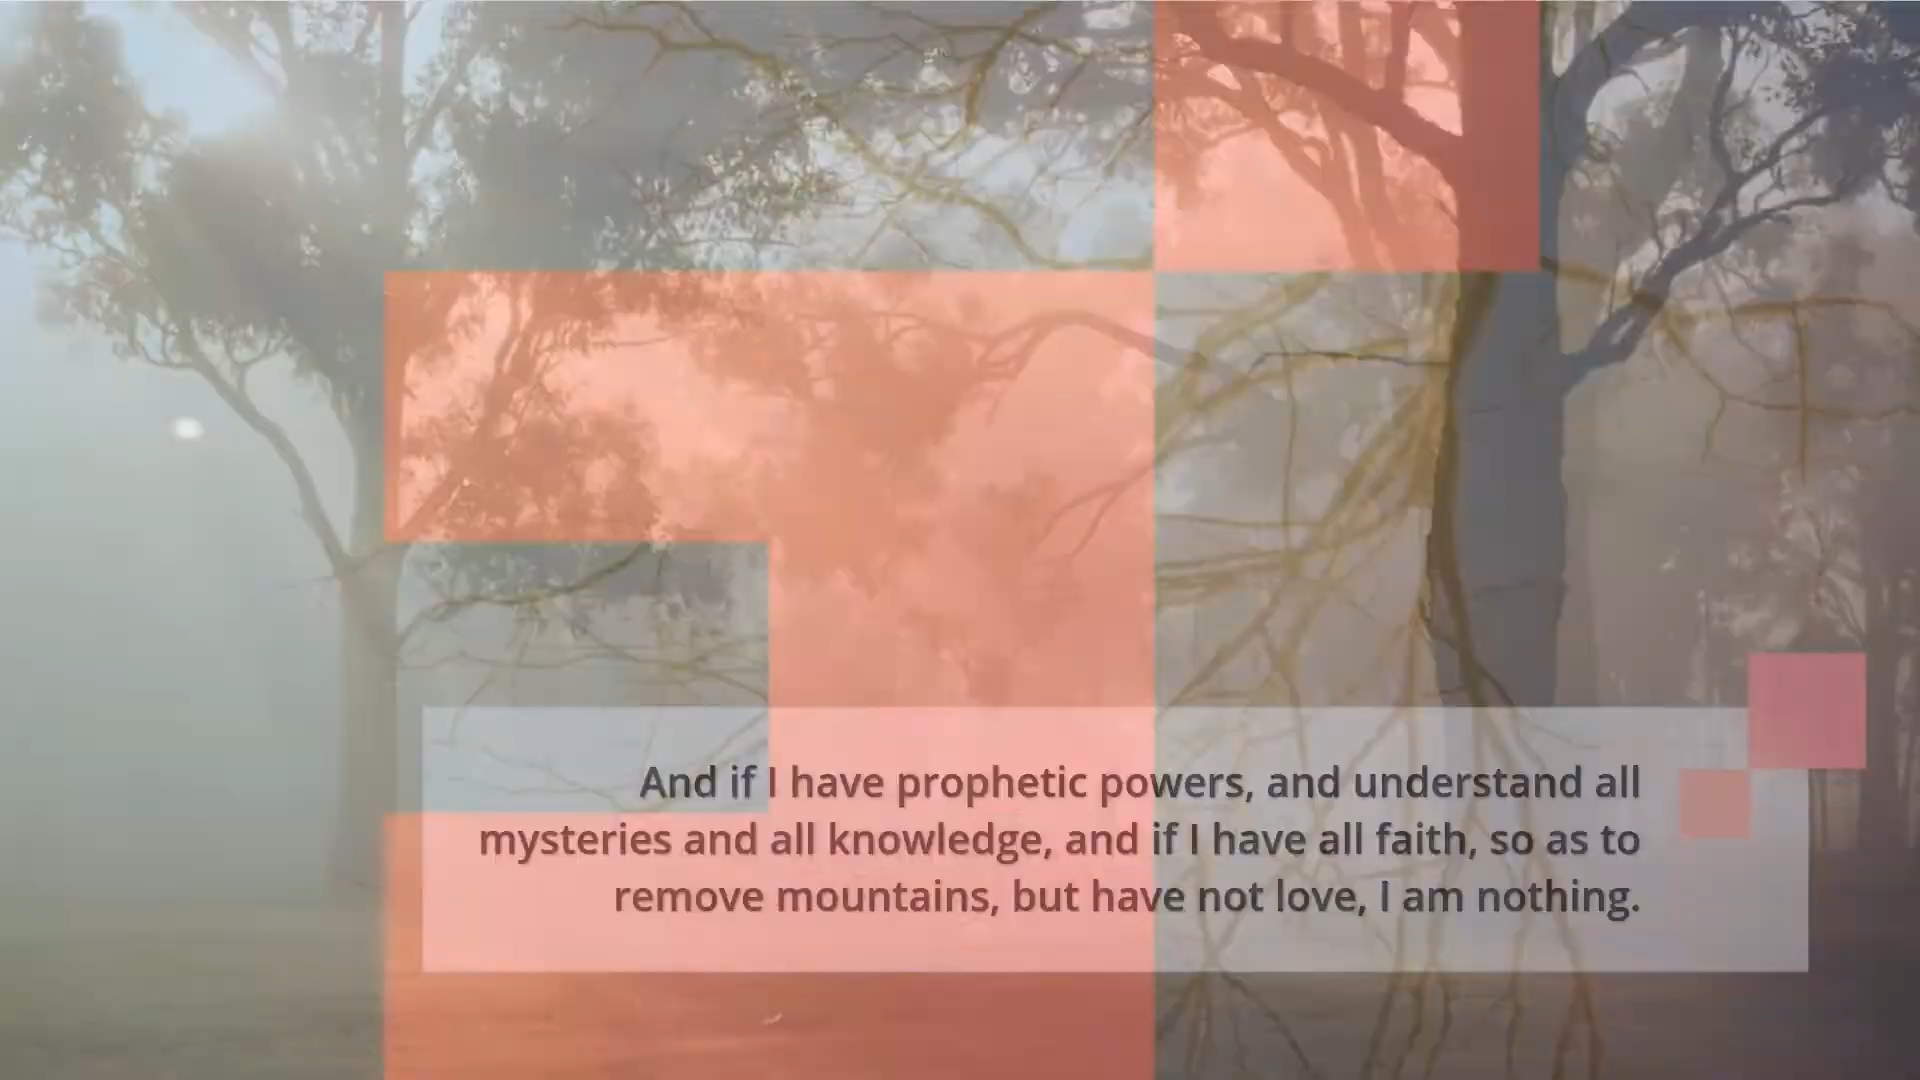 And if I have prophetic powers, and understand all
mysteries and all knowledge, and if I have all faith, so as to
remove mountains, but have not love, I am nothing.